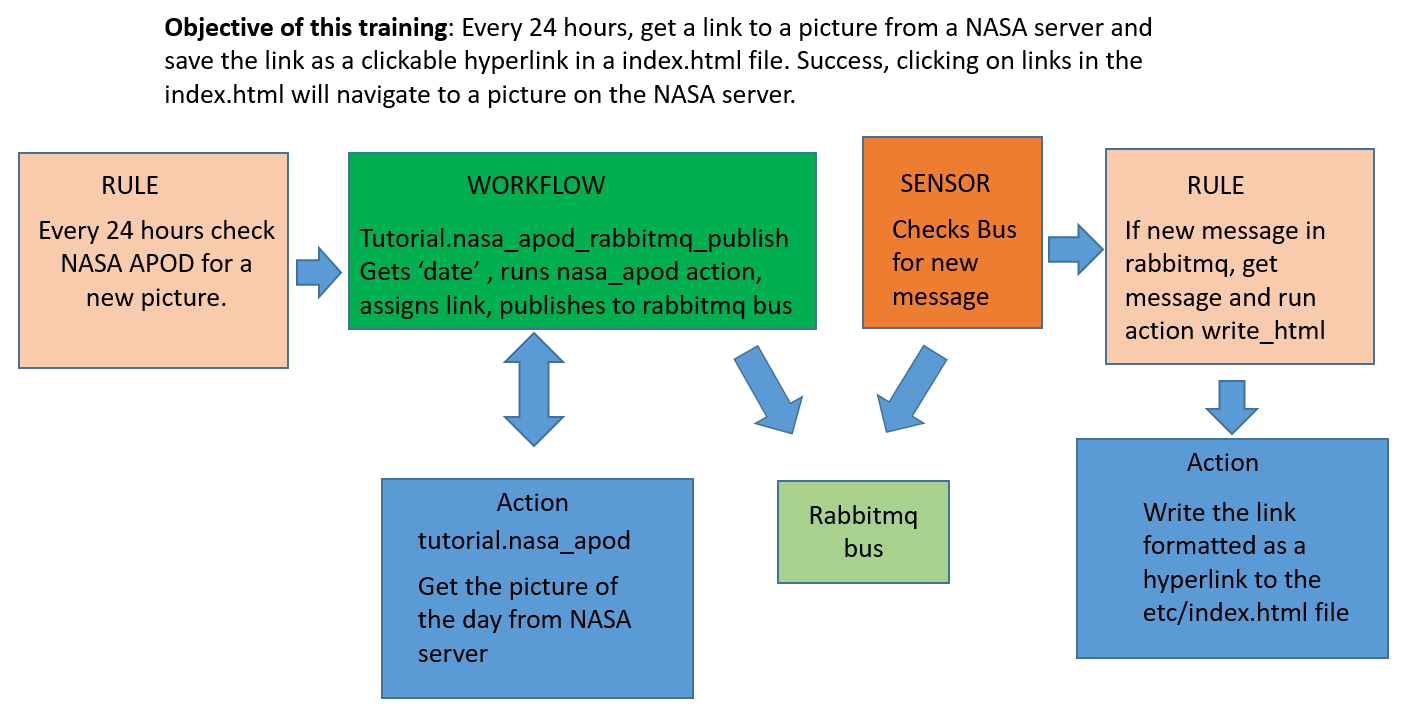 Objective of this training: Every 24 hours, get a link to a picture from a NASA server and
save the link as a clickable hyperlink in a index.html file. Success, clicking on links in the
index.html will navigate to a picture on the NASA server.
RULE
Every 24 hours check
NASA APOD for a
new picture.
WORKFLOW
Tutorial.nasa_apod_rabbitmq_publish
Gets ‘date’ , runs nasa_apod action,
assigns link, publishes to rabbitmq bus
SENSOR
Checks Bus
for new
message
RULE
If new message in
rabbitmq, get
message and run
action write_html
Action
tutorial.nasa_apod
Get the picture of
the day from NASA
server
Rabbitmq
bus
Action
Write the link
formatted as a
hyperlink to the
etc/index.html file